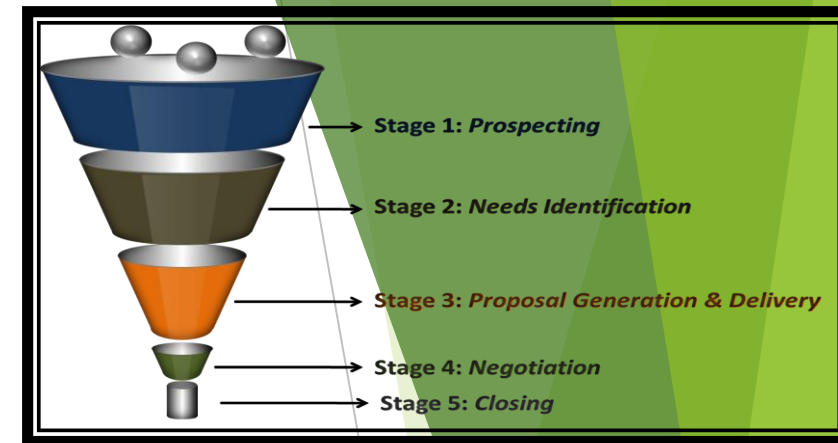 Stage 1: Prospecting
Stage 2: Needs Identification
Stage 3: Proposal Generation & Delivery
Stage 4: Negotiation
Stage 5: Closing